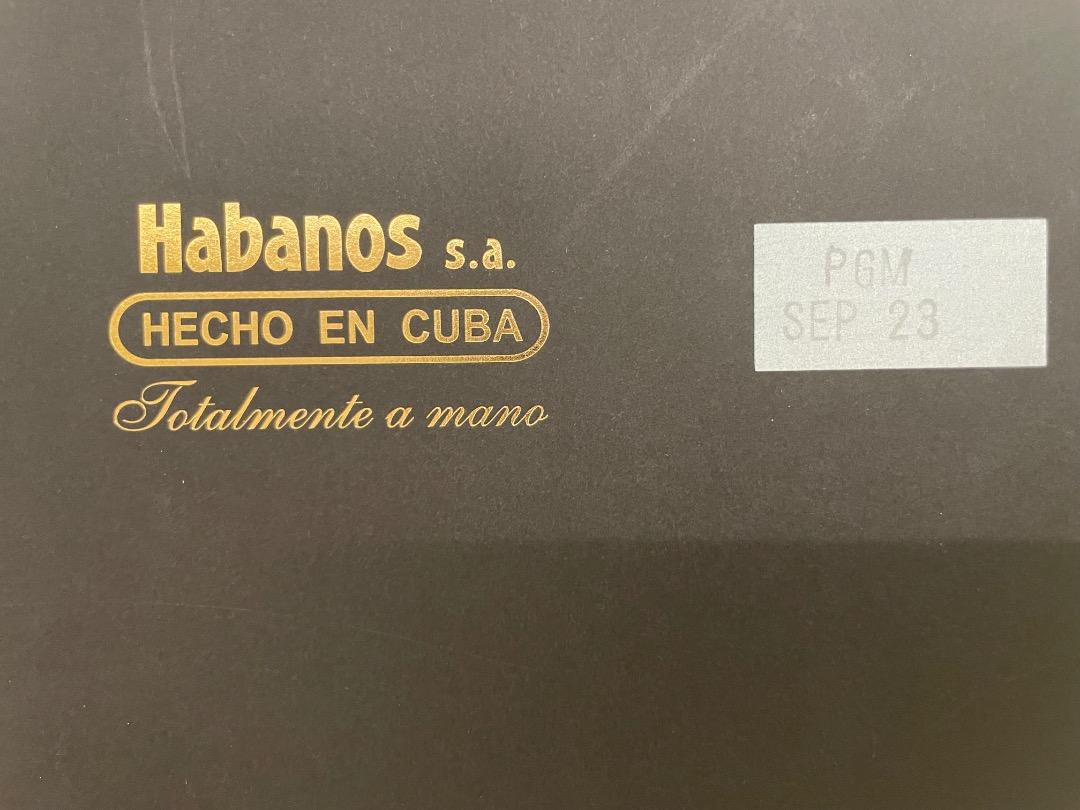 Habanos s.a.
HECHO EN CUBA
Totalmente a mano
PGM
SEP 23